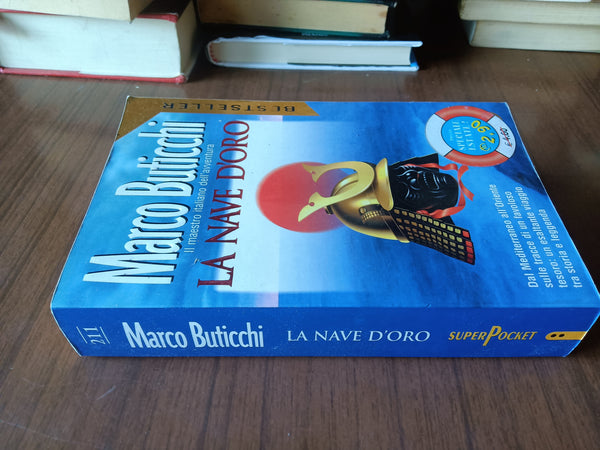 BESTSELLER
Marco Buticchi
Il maestro italiano dell'avventura
LA NAVE D'ORO
SPECIALE
ESTATE
€ 2,90
€ 4,60
Dal Mediterraneo all'Oriente
sulle tracce di un favoloso
tesoro: un esaltante viaggio
tra storia e leggenda
211
Marco Buticchi
LA NAVE D'ORO
SUPERPOCKET